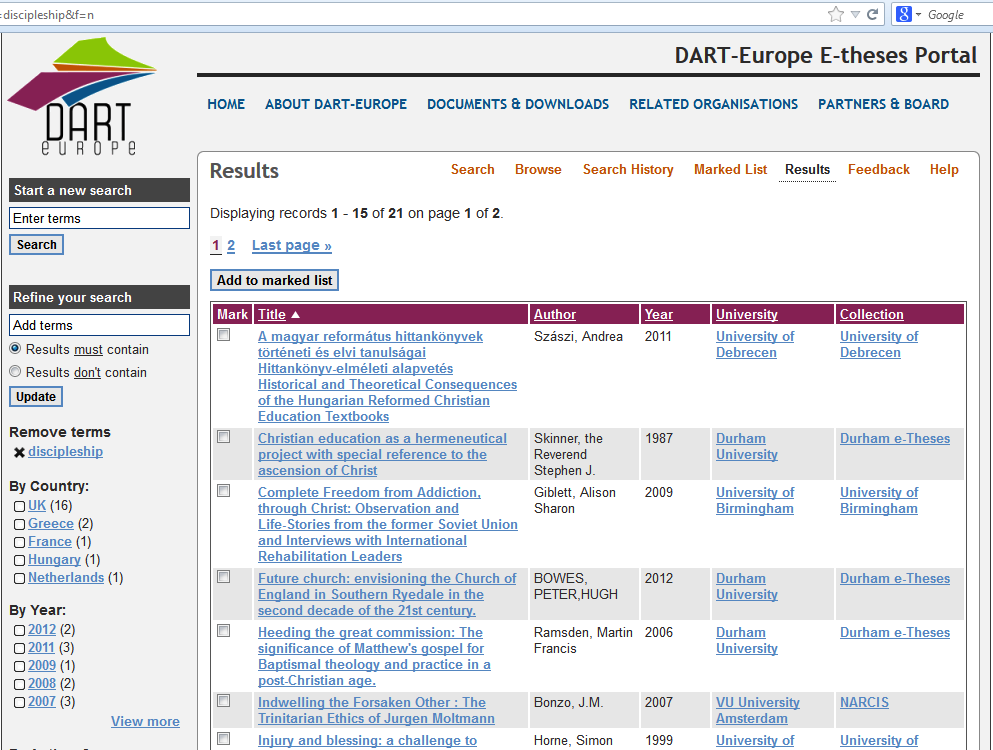 :discipleship&f=n
Google
DART
europe
DART-Europe E-theses Portal
HOME ABOUT DART-EUROPE DOCUMENTS & DOWNLOADS RELATED ORGANISATIONS PARTNERS & BOARD
Start a new search
Enter terms
Search
Refine your search
Add terms
Results must contain
Results don't contain
Update
Remove terms
discipleship
By Country:
UK (16)
Greece (2)
France (1)
Hungary (1)
Netherlands (1)
By Year:
2012 (2)
2011 (3)
2009 (1)
2008 (2)
2007 (3)
View more
Results
Search Browse Search History Marked List Results Feedback Help
Displaying records 1 - 15 of 21 on page 1 of 2.
1 2 Last page »
Add to marked list
Mark Title ▲ Author Year University Collection
A magyar református hittankönyvek Szászi, Andrea 2011 University of University of
történeti és elvi tanulságai Debrecen Debrecen
Hittankönyv-elméleti alapvetés
Historical and Theoretical Consequences
of the Hungarian Reformed Christian
Education Textbooks
Christian education as a hermeneutical Skinner, the 1987 Durham Durham e-Theses
project with special reference to the Reverend University
ascension of Christ Stephen J.
Complete Freedom from Addiction, Giblett, Alison 2009 University of University of
through Christ: Observation and Sharon Birmingham Birmingham
Life-Stories from the former Soviet Union
and Interviews with International
Rehabilitation Leaders
Future church: envisioning the Church of BOWES, 2012 Durham Durham e-Theses
England in Southern Ryedale in the PETER,HUGH University
second decade of the 21st century.
Heeding the great commission: The Ramsden, Martin 2006 Durham Durham e-Theses
significance of Matthew's gospel for Francis University
Baptismal theology and practice in a
post-Christian age.
Indwelling the Forsaken Other : The Bonzo, J.M. 2007 VU University NARCIS
Trinitarian Ethics of Jurgen Moltmann Amsterdam
Injury and blessing: a challenge to Horne, Simon 1999 University of University of